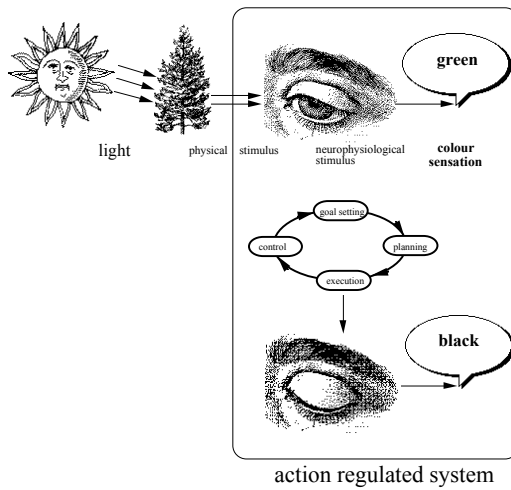 green
light
physical stimulus
neurophysiological
stimulus
colour
sensation
goal setting
control
planning
execution
black
action regulated system